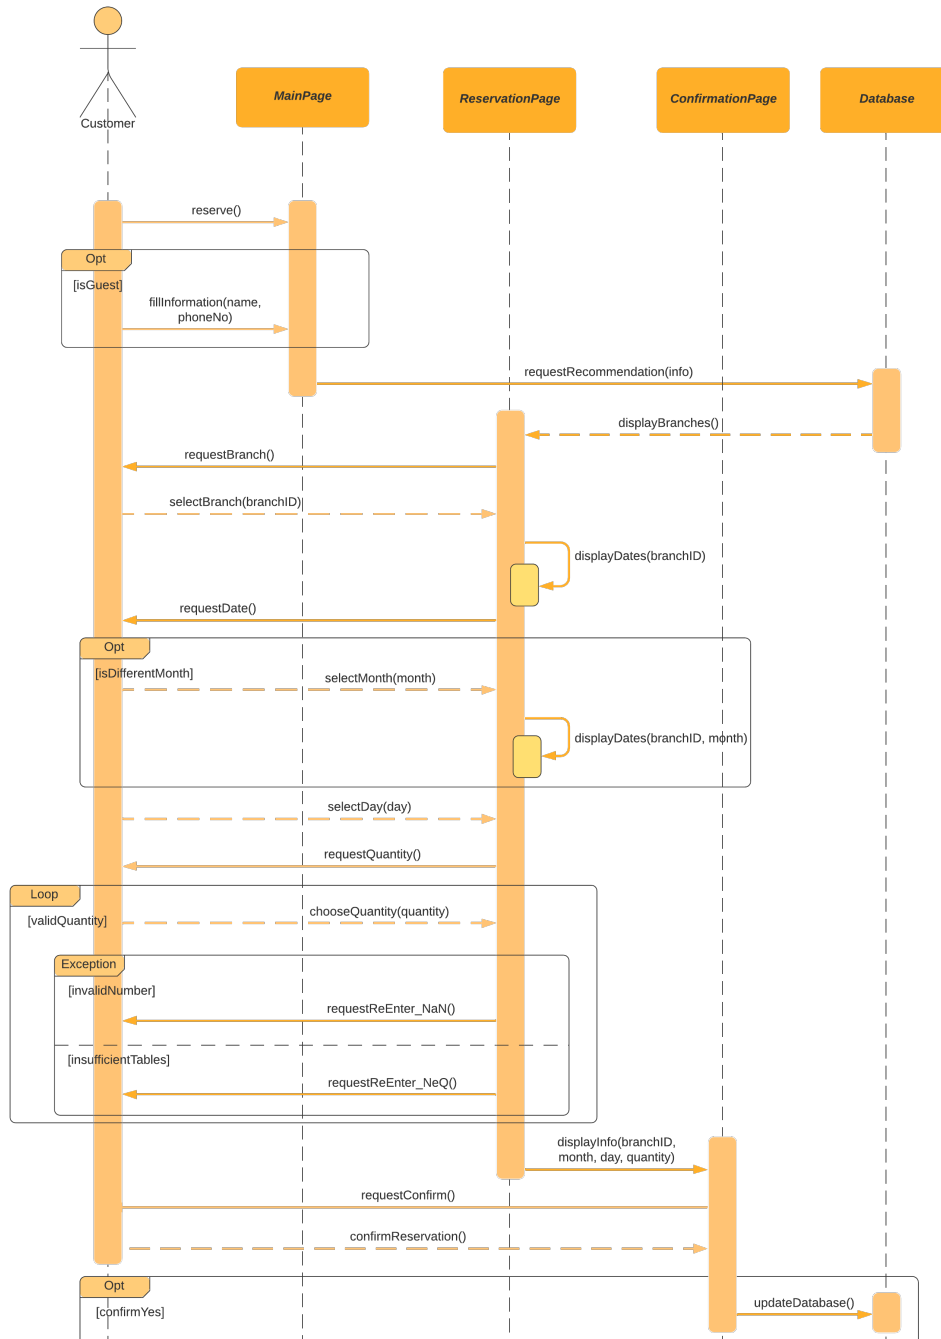 Customer
MainPage
ReservationPage
ConfirmationPage
Database
reserve()
Opt
[isGuest]
fillInformation(name,
phoneNo)
requestRecommendation(info)
displayBranches()
requestBranch()
selectBranch(branchID)
displayDates(branchID)
requestDate()
Opt
[isDifferentMonth]
selectMonth(month)
displayDates(branchID, month)
selectDay(day)
requestQuantity()
Loop
[validQuantity]
chooseQuantity(quantity)
Exception
[invalidNumber]
requestReEnter_NaN()
[insufficientTables]
requestReEnter_NeQ()
displayInfo(branchID,
month, day, quantity)
requestConfirm()
confirmReservation()
Opt
[confirmYes]
updateDatabase()